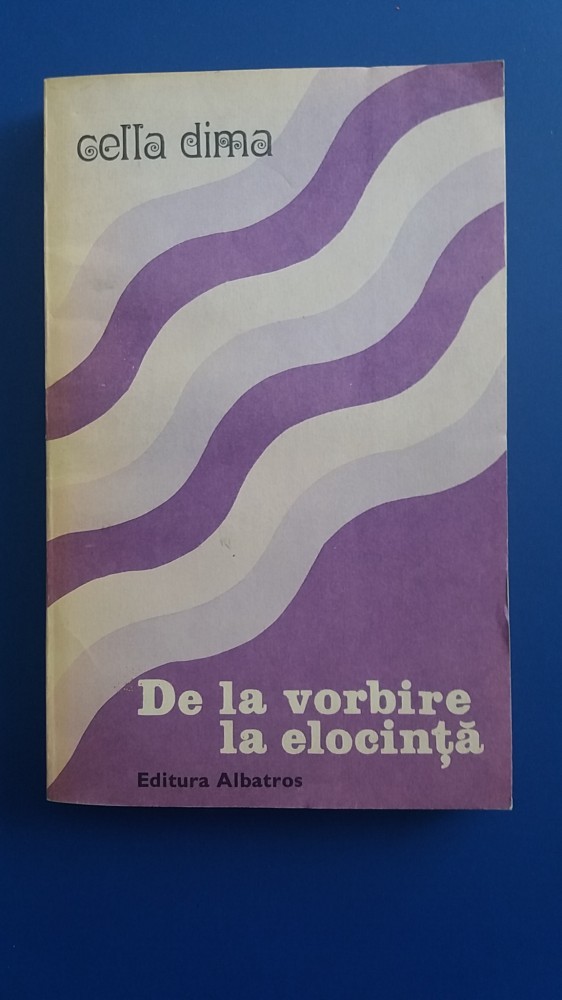 cella dima
De la vorbire
la elocință
Editura Albatros